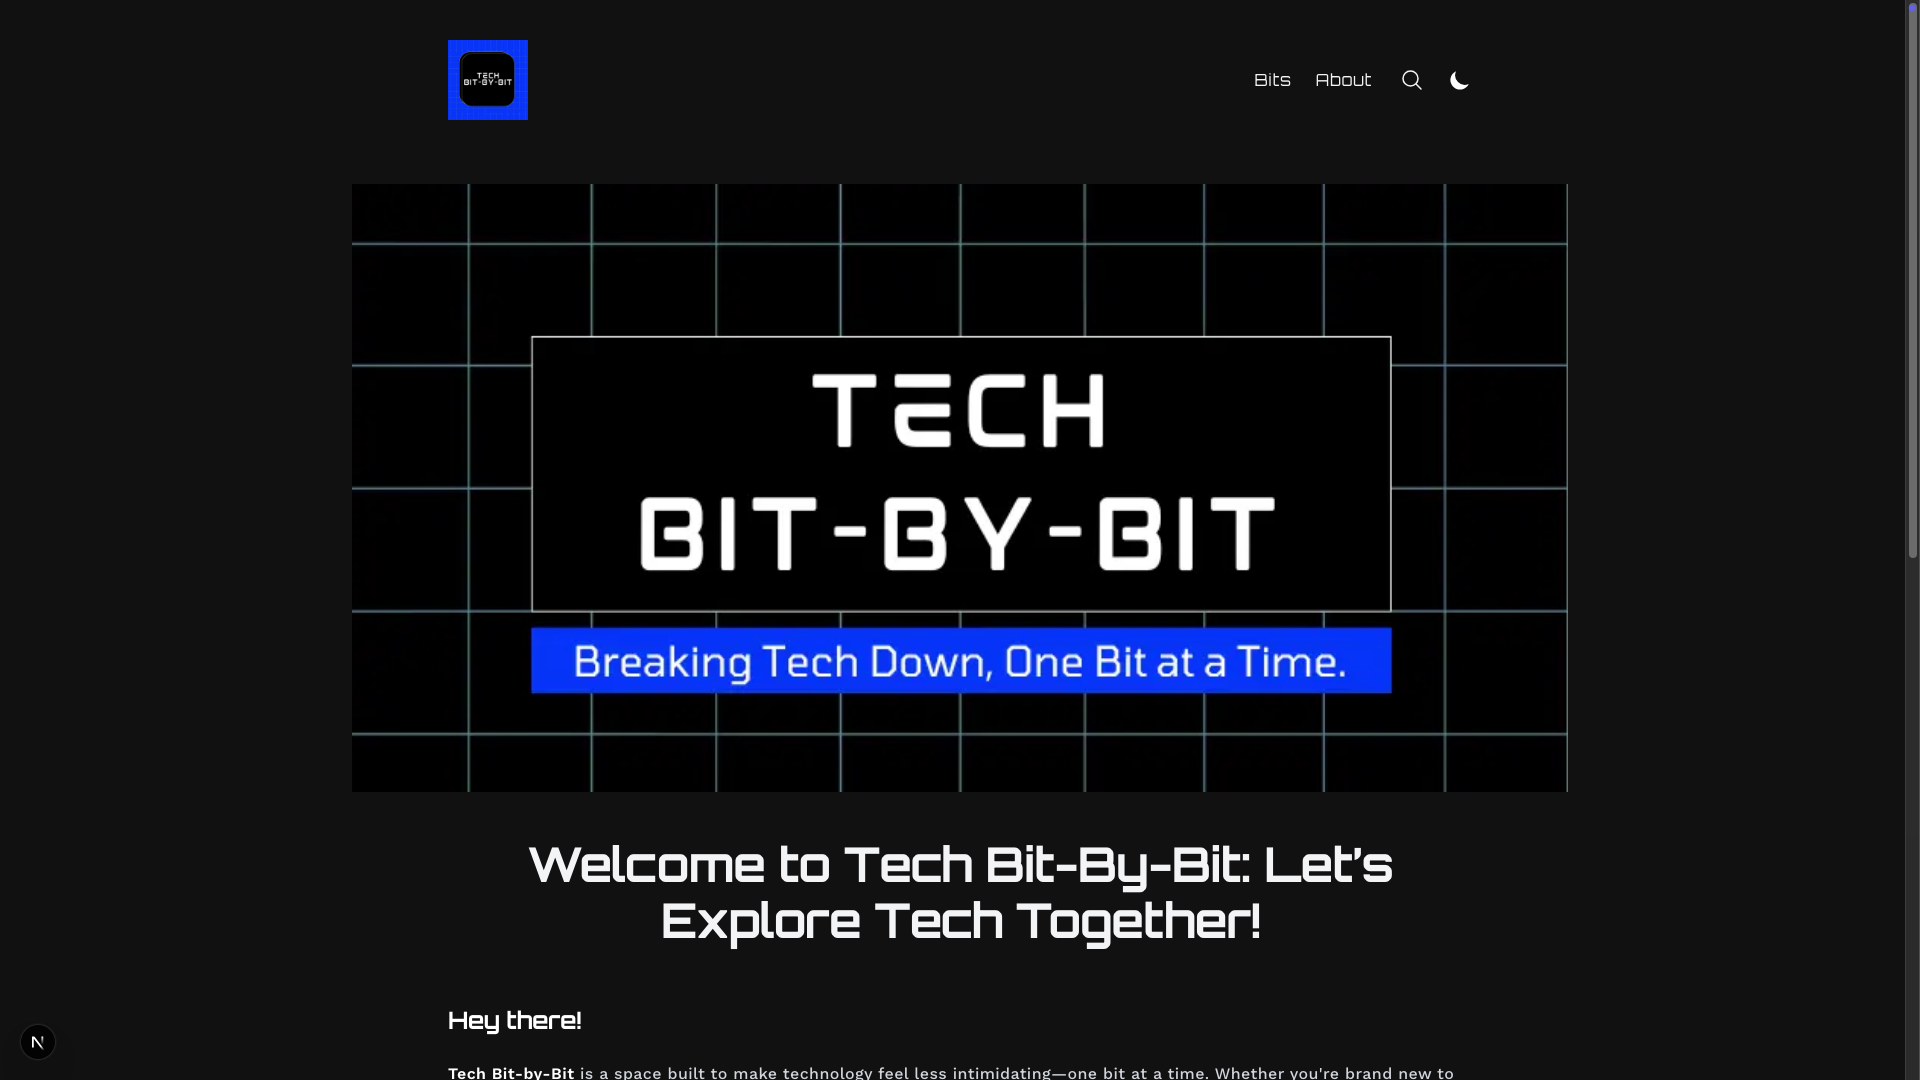 TECH
BIT-BY-BIT
Bits
About
TECH
BIT-BY-BIT
Breaking Tech Down, One Bit at a Time.
Welcome to Tech Bit-By-Bit: Let's
Explore Tech Together!
Hey there!
Tech Bit-by-Bit is a space built to make technology feel less intimidating—one bit at a time. Whether you're brand new to
N